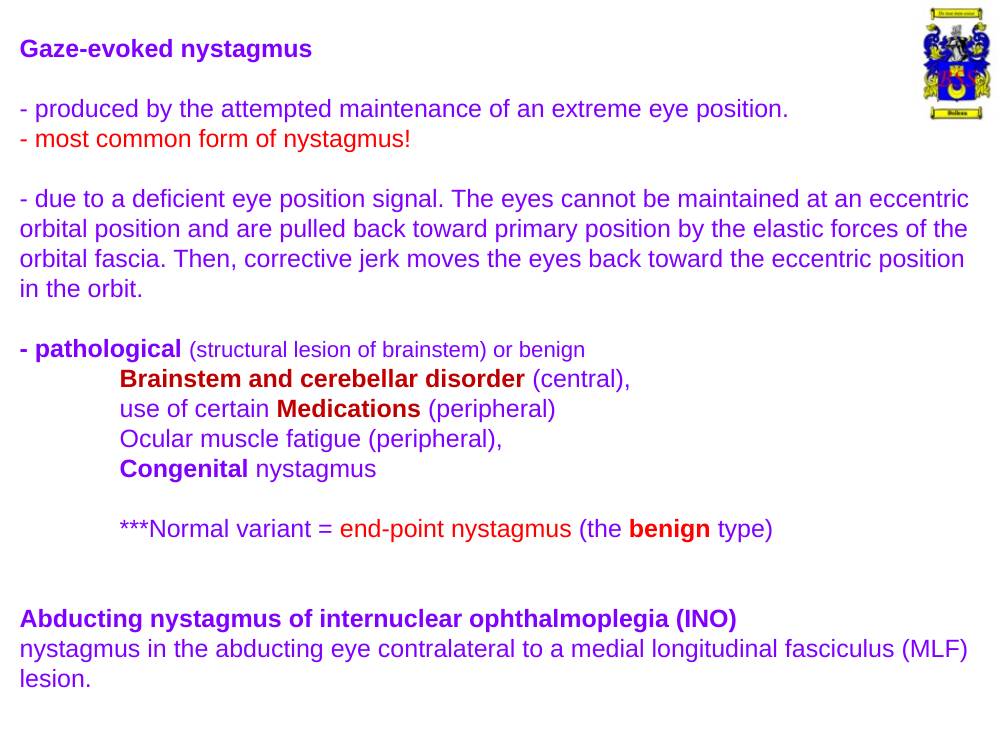 Gaze-evoked nystagmus
- produced by the attempted maintenance of an extreme eye position.
- most common form of nystagmus!
- due to a deficient eye position signal. The eyes cannot be maintained at an eccentric
orbital position and are pulled back toward primary position by the elastic forces of the
orbital fascia. Then, corrective jerk moves the eyes back toward the eccentric position
in the orbit.
- pathological (structural lesion of brainstem) or benign
Brainstem and cerebellar disorder (central),
use of certain Medications (peripheral)
Ocular muscle fatigue (peripheral),
Congenital nystagmus
***Normal variant = end-point nystagmus (the benign type)
Abducting nystagmus of internuclear ophthalmoplegia (INO)
nystagmus in the abducting eye contralateral to a medial longitudinal fasciculus (MLF)
lesion.